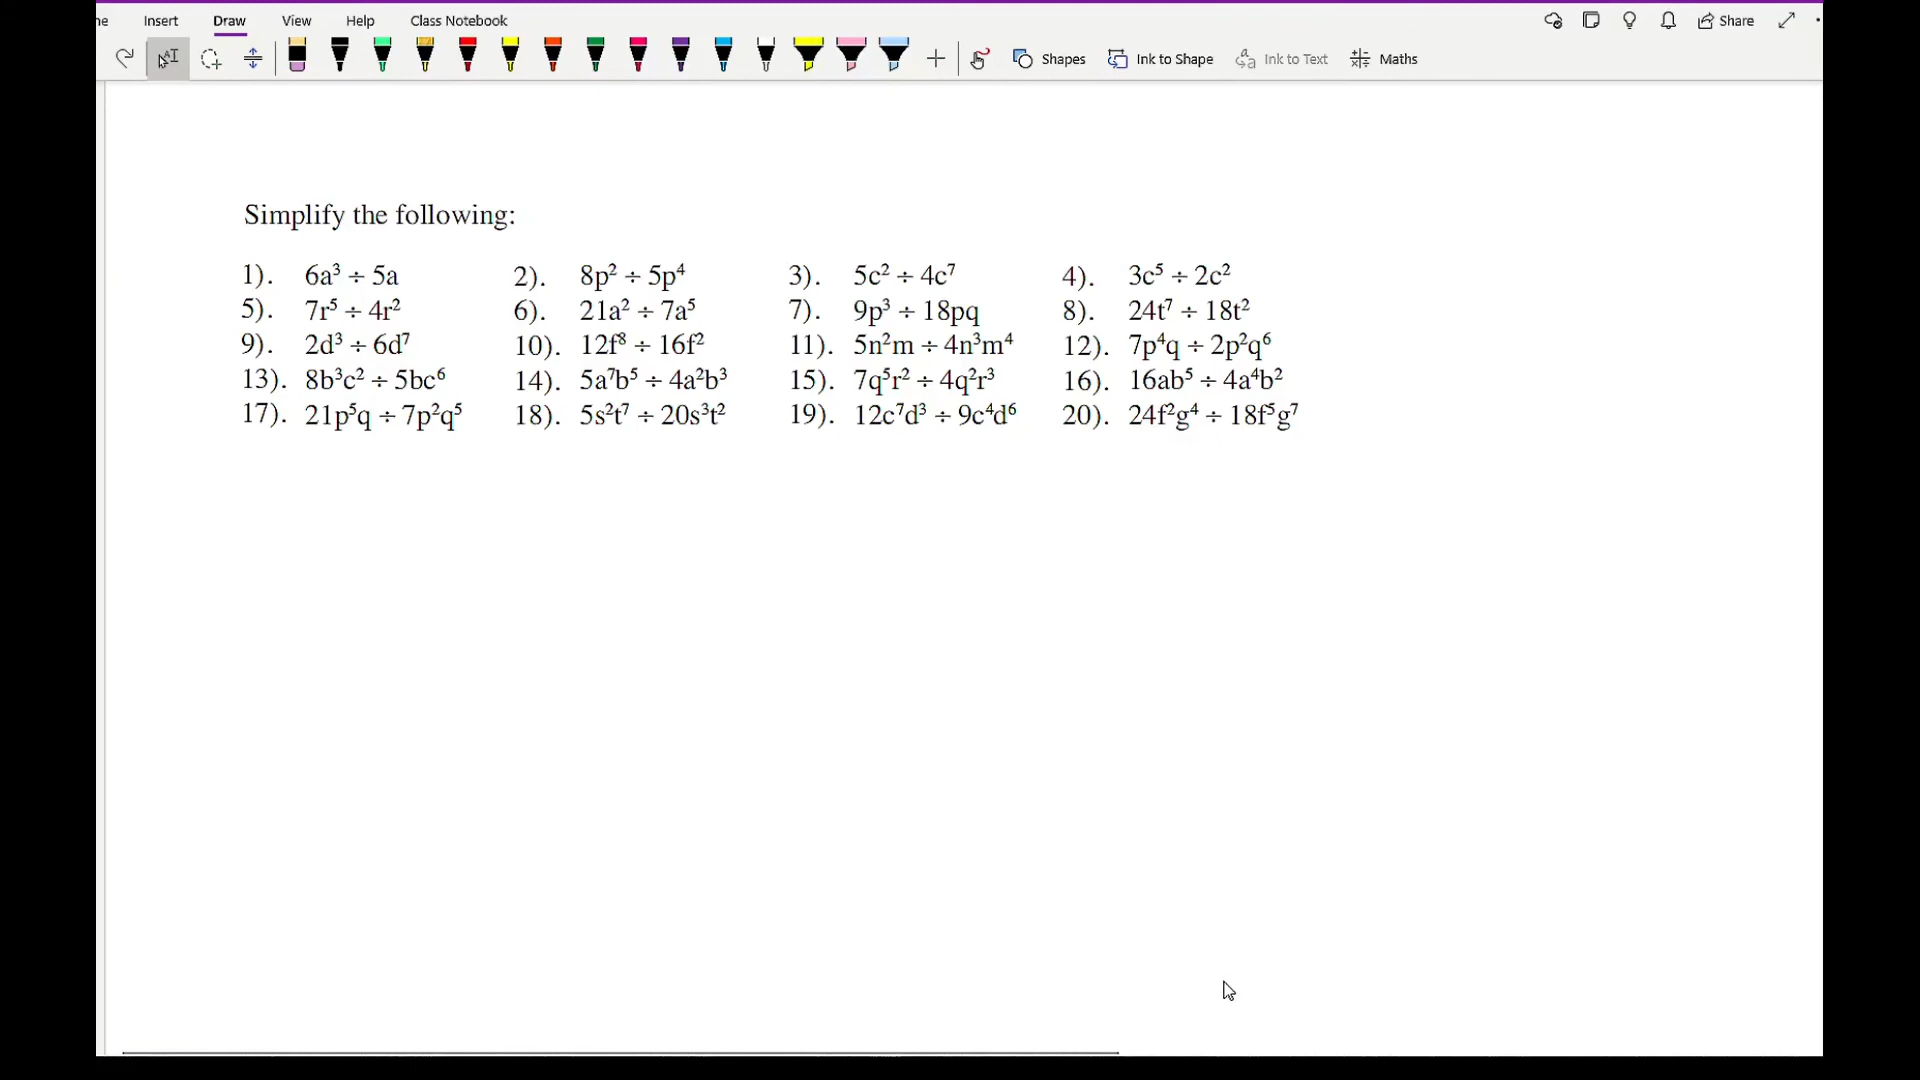 Insert Draw View Help Class Notebook Share
Shapes Ink to Shape Ink to Text Maths
Simplify the following:
1). 6a³ ÷ 5a 2). 8p² ÷ 5p⁴ 3). 5c² ÷ 4c⁷ 4). 3c⁵ ÷ 2c²
5). 7r⁵ ÷ 4r² 6). 21a² ÷ 7a⁵ 7). 9p³ ÷ 18pq 8). 24t⁷ ÷ 18t²
9). 2d³ ÷ 6d⁷ 10). 12f⁸ ÷ 16f² 11). 5n²m ÷ 4n³m⁴ 12). 7p⁴q ÷ 2p²q⁶
13). 8b³c² ÷ 5bc⁶ 14). 5a⁷b⁵ ÷ 4a²b³ 15). 7q⁵r² ÷ 4q²r³ 16). 16ab⁵ ÷ 4a⁴b²
17). 21p⁵q ÷ 7p²q⁵ 18). 5s²t⁷ ÷ 20s³t² 19). 12c⁷d³ ÷ 9c⁴d⁶ 20). 24f²g⁴ ÷ 18f⁵g⁷